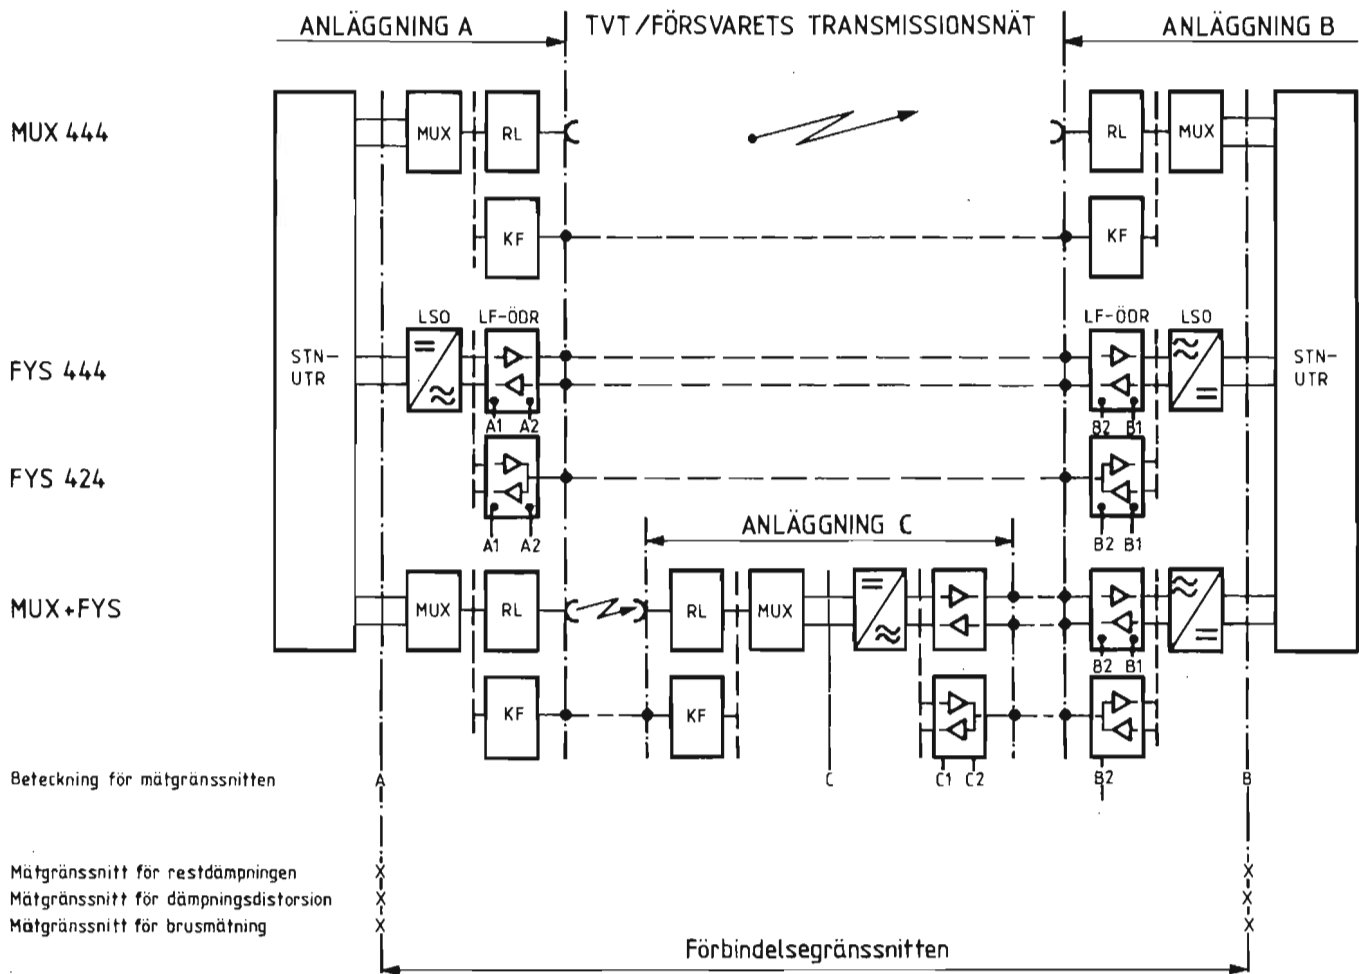 ANLÄGGNING A
TVT/FÖRSVARETS TRANSMISSIONSNÄT
ANLÄGGNING B
MUX 444
MUX
RL
RL
MUX
KF
KF
LSO
LF-ÖDR
LF-ÖDR
LSO
FYS 444
STN-
UTR
STN-
UTR
A1 A2
B2 B1
FYS 424
A1 A2
B2 B1
ANLÄGGNING C
MUX+FYS
MUX
RL
RL
MUX
B2 B1
KF
KF
Beteckning för mätgränssnitten
A
C
C1 C2
B2
B
Mätgränssnitt för restdämpningen
X
X
Mätgränssnitt för dämpningsdistorsion
X
X
Mätgränssnitt för brusmätning
X
X
Förbindelsegränssnitten